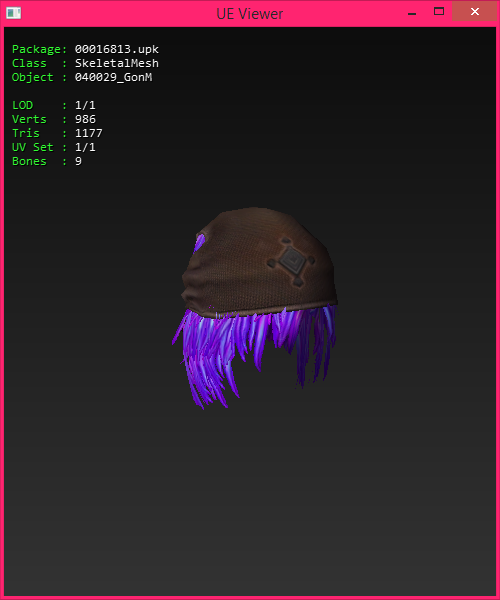 UE Viewer
Package: 00016813.upk
Class : SkeletalMesh
Object : 040029_GonM
LOD : 1/1
Verts : 986
Tris : 1177
UV Set : 1/1
Bones : 9